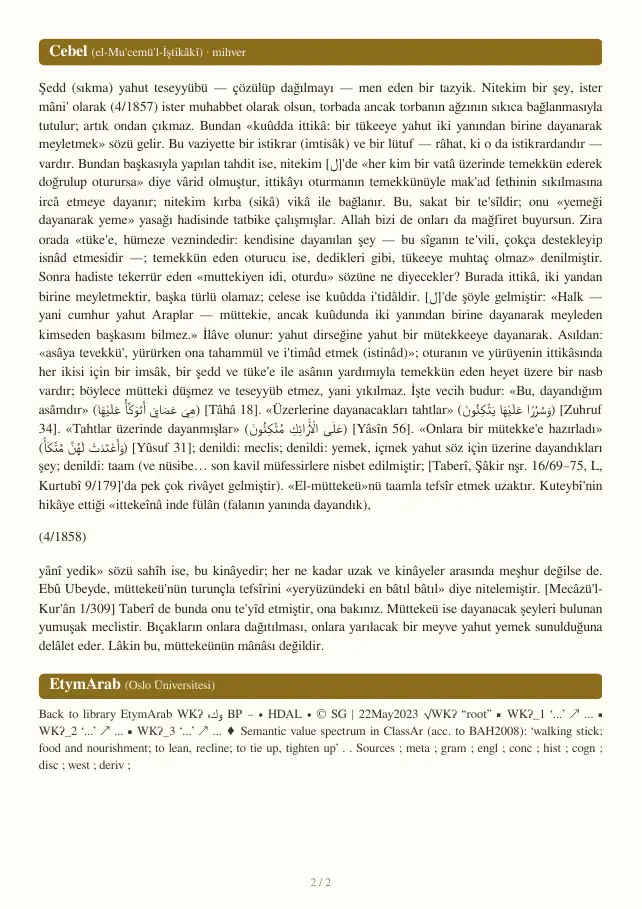 Cebel (el-Mu'cemü'l-İştikâkî) · mihver
Şedd (sıkma) yahut teseyyübü — çözülüp dağılmayı — men eden bir tazyik. Nitekim bir şey, ister
mâni' olarak (4/1857) ister muhabbet olarak olsun, torbada ancak torbanın ağzının sıkıca bağlanmasıyla
tutulur; artık ondan çıkmaz. Bundan «kuûdda ittikâ: bir tükeeye yahut iki yanından birine dayanarak
meyletmek» sözü gelir. Bu vaziyette bir istikrar (imtisâk) ve bir lütuf — râhat, ki o da istikrardandır —
vardır. Bundan başkasıyla yapılan tahdit ise, nitekim [ل]'de «her kim bir vatâ üzerinde temekkün ederek
doğrulup oturursa» diye vârid olmuştur, ittikâyı oturmanın temekkünüyle mak'ad fethinin sıkılmasına
ircâ etmeye dayanır; nitekim kırba (sikâ) vikâ ile bağlanır. Bu, sakat bir te'sîldir; onu «yemeği
dayanarak yeme» yasağı hadisinde tatbike çalışmışlar. Allah bizi de onları da mağfiret buyursun. Zira
orada «tüke'e, hümeze veznindedir: kendisine dayanılan şey — bu sîganın te'vili, çokça destekleyip
isnâd etmesidir —; temekkün eden oturucu ise, dedikleri gibi, tükeeye muhtaç olmaz» denilmiştir.
Sonra hadiste tekerrür eden «muttekiyen idi, oturdu» sözüne ne diyecekler? Burada ittikâ, iki yandan
birine meyletmektir, başka türlü olamaz; celese ise kuûdda i'tidâldir. [ل]'de şöyle gelmiştir: «Halk —
yani cumhur yahut Araplar — müttekie, ancak kuûdunda iki yanından birine dayanarak meyleden
kimseden başkasını bilmez.» İlâve olunur: yahut dirseğine yahut bir mütekkeeye dayanarak. Asıldan:
«asâya tevekkü', yürürken ona tahammül ve i'timâd etmek (istinâd)»; oturanın ve yürüyenin ittikâsında
her ikisi için bir imsâk, bir şedd ve tüke'e ile asânın yardımıyla temekkün eden heyet üzere bir nasb
vardır; böylece mütteki düşmez ve teseyyüb etmez, yani yıkılmaz. İşte vecih budur: «Bu, dayandığım
asâmdır» (هِيَ عَصَايَ أَتَوَكَّأُ عَلَيْهَا) [Tâhâ 18]. «Üzerlerine dayanacakları tahtlar» (وَسُرُرًا عَلَيْهَا يَتَّكِئُونَ) [Zuhruf
34]. «Tahtlar üzerinde dayanmışlar» (عَلَى الْأَرَائِكِ مُتَّكِئُونَ) [Yâsîn 56]. «Onlara bir mütekke'e hazırladı»
(وَأَعْتَدَتْ لَهُنَّ مُتَّكَأً) [Yûsuf 31]; denildi: meclis; denildi: yemek, içmek yahut söz için üzerine dayandıkları
şey; denildi: taam (ve nüsibe… son kavil müfessirlere nisbet edilmiştir; [Taberî, Şâkir nşr. 16/69–75, L,
Kurtubî 9/179]'da pek çok rivâyet gelmiştir). «El-müttekeü»nü taamla tefsîr etmek uzaktır. Kuteybî'nin
hikâye ettiği «ittekeînâ inde fülân (falanın yanında dayandık),
(4/1858)
yânî yedik» sözü sahîh ise, bu kinâyedir; her ne kadar uzak ve kinâyeler arasında meşhur değilse de.
Ebû Ubeyde, müttekeü'nün turunçla tefsîrini «yeryüzündeki en bâtıl bâtıl» diye nitelemiştir. [Mecâzü'l-
Kur'ân 1/309] Taberî de bunda onu te'yîd etmiştir, ona bakınız. Müttekeü ise dayanacak şeyleri bulunan
yumuşak meclistir. Bıçakların onlara dağıtılması, onlara yarılacak bir meyve yahut yemek sunulduğuna
delâlet eder. Lâkin bu, müttekeünün mânâsı değildir.
EtymArab (Oslo Üniversitesi)
Back to library EtymArab WKʔ وكء BP – • HDAL • © SG | 22May2023 √WKʔ “root” ▪ WKʔ_1 ‘...’ ↗ ... ▪
WKʔ_2 ‘...’ ↗ ... ▪ WKʔ_3 ‘...’ ↗ ... ♦ Semantic value spectrum in ClassAr (acc. to BAH2008): ‘walking stick;
food and nourishment; to lean, recline; to tie up, tighten up’ . . Sources ; meta ; gram ; engl ; conc ; hist ; cogn ;
disc ; west ; deriv ;
2 / 2